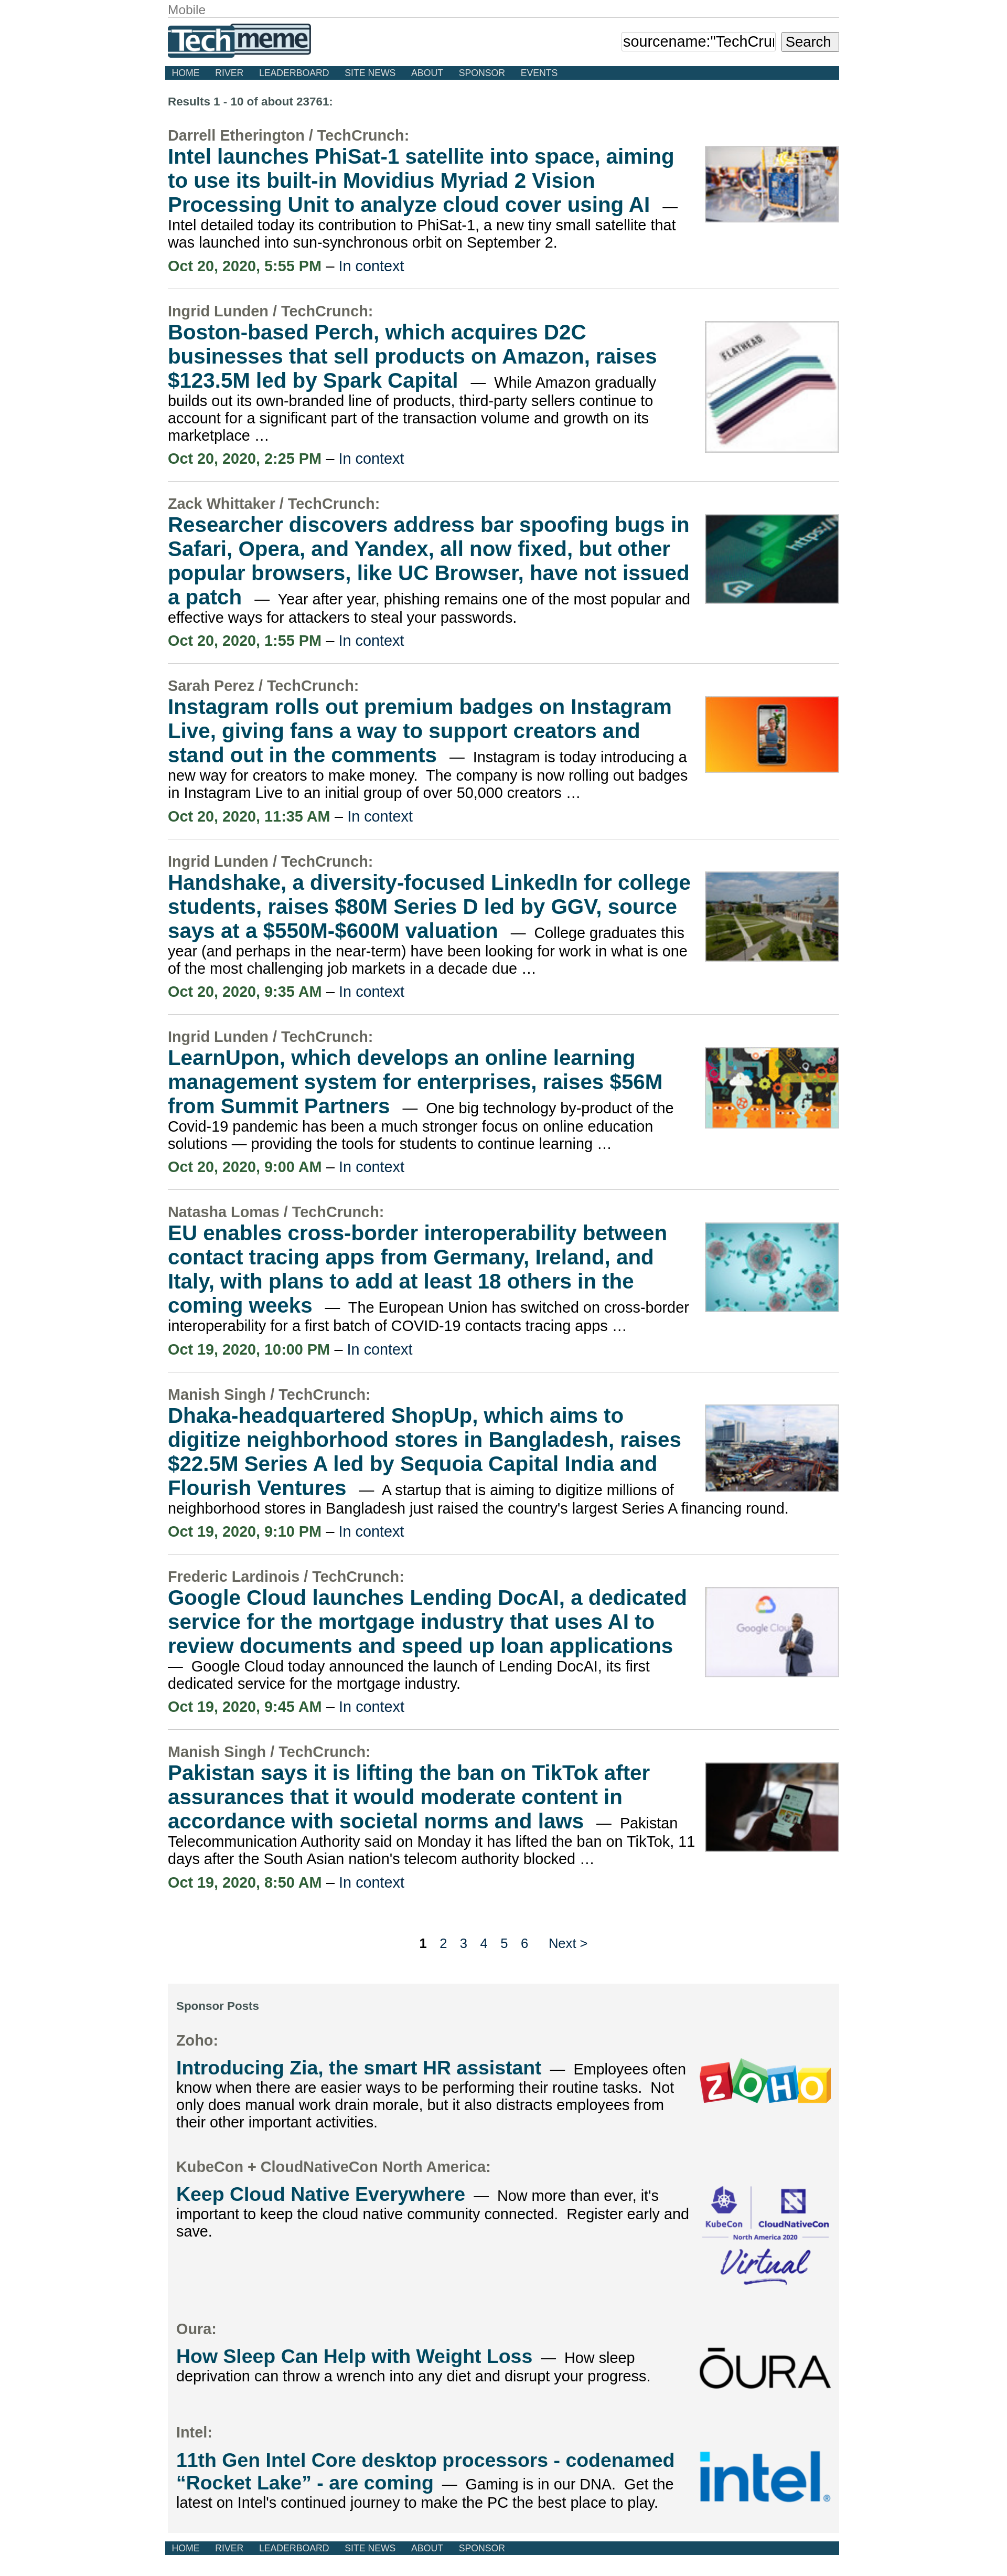 Mobile
Techmeme
sourcename:"TechCrun
Search
HOME RIVER LEADERBOARD SITE NEWS ABOUT SPONSOR EVENTS
Results 1 - 10 of about 23761:
Darrell Etherington / TechCrunch:
Intel launches PhiSat-1 satellite into space, aiming
to use its built-in Movidius Myriad 2 Vision
Processing Unit to analyze cloud cover using AI —
Intel detailed today its contribution to PhiSat-1, a new tiny small satellite that
was launched into sun-synchronous orbit on September 2.
Oct 20, 2020, 5:55 PM – In context
Ingrid Lunden / TechCrunch:
Boston-based Perch, which acquires D2C
businesses that sell products on Amazon, raises
$123.5M led by Spark Capital — While Amazon gradually
builds out its own-branded line of products, third-party sellers continue to
account for a significant part of the transaction volume and growth on its
marketplace …
FLATHEAD
Oct 20, 2020, 2:25 PM – In context
Zack Whittaker / TechCrunch:
Researcher discovers address bar spoofing bugs in
Safari, Opera, and Yandex, all now fixed, but other
popular browsers, like UC Browser, have not issued
a patch — Year after year, phishing remains one of the most popular and
effective ways for attackers to steal your passwords.
https://
Oct 20, 2020, 1:55 PM – In context
Sarah Perez / TechCrunch:
Instagram rolls out premium badges on Instagram
Live, giving fans a way to support creators and
stand out in the comments — Instagram is today introducing a
new way for creators to make money. The company is now rolling out badges
in Instagram Live to an initial group of over 50,000 creators …
Oct 20, 2020, 11:35 AM – In context
Ingrid Lunden / TechCrunch:
Handshake, a diversity-focused LinkedIn for college
students, raises $80M Series D led by GGV, source
says at a $550M-$600M valuation — College graduates this
year (and perhaps in the near-term) have been looking for work in what is one
of the most challenging job markets in a decade due …
Oct 20, 2020, 9:35 AM – In context
Ingrid Lunden / TechCrunch:
LearnUpon, which develops an online learning
management system for enterprises, raises $56M
from Summit Partners — One big technology by-product of the
Covid-19 pandemic has been a much stronger focus on online education
solutions — providing the tools for students to continue learning …
Oct 20, 2020, 9:00 AM – In context
Natasha Lomas / TechCrunch:
EU enables cross-border interoperability between
contact tracing apps from Germany, Ireland, and
Italy, with plans to add at least 18 others in the
coming weeks — The European Union has switched on cross-border
interoperability for a first batch of COVID-19 contacts tracing apps …
Oct 19, 2020, 10:00 PM – In context
Manish Singh / TechCrunch:
Dhaka-headquartered ShopUp, which aims to
digitize neighborhood stores in Bangladesh, raises
$22.5M Series A led by Sequoia Capital India and
Flourish Ventures — A startup that is aiming to digitize millions of
neighborhood stores in Bangladesh just raised the country's largest Series A financing round.
Oct 19, 2020, 9:10 PM – In context
Frederic Lardinois / TechCrunch:
Google Cloud launches Lending DocAI, a dedicated
service for the mortgage industry that uses AI to
review documents and speed up loan applications
— Google Cloud today announced the launch of Lending DocAI, its first
dedicated service for the mortgage industry.
Google Cloud
Oct 19, 2020, 9:45 AM – In context
Manish Singh / TechCrunch:
Pakistan says it is lifting the ban on TikTok after
assurances that it would moderate content in
accordance with societal norms and laws — Pakistan
Telecommunication Authority said on Monday it has lifted the ban on TikTok, 11
days after the South Asian nation's telecom authority blocked …
Oct 19, 2020, 8:50 AM – In context
1 2 3 4 5 6 Next >
Sponsor Posts
Zoho:
Introducing Zia, the smart HR assistant — Employees often
know when there are easier ways to be performing their routine tasks. Not
only does manual work drain morale, but it also distracts employees from
their other important activities.
ZOHO
KubeCon + CloudNativeCon North America:
Keep Cloud Native Everywhere — Now more than ever, it's
important to keep the cloud native community connected. Register early and
save.
KubeCon CloudNativeCon
North America 2020
Virtual
Oura:
How Sleep Can Help with Weight Loss — How sleep
deprivation can throw a wrench into any diet and disrupt your progress.
ŌURA
Intel:
11th Gen Intel Core desktop processors - codenamed
“Rocket Lake” - are coming — Gaming is in our DNA. Get the
latest on Intel's continued journey to make the PC the best place to play.
intel®
HOME RIVER LEADERBOARD SITE NEWS ABOUT SPONSOR